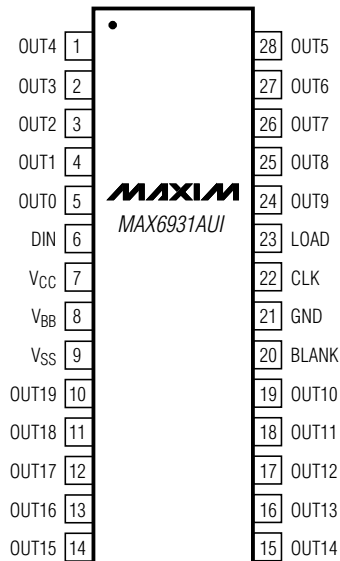 OUT4 1 28 OUT5
OUT3 2 27 OUT6
OUT2 3 26 OUT7
OUT1 4 25 OUT8
OUT0 5 MAXIM 24 OUT9
DIN 6 MAX6931AUI 23 LOAD
VCC 7 22 CLK
VBB 8 21 GND
VSS 9 20 BLANK
OUT19 10 19 OUT10
OUT18 11 18 OUT11
OUT17 12 17 OUT12
OUT16 13 16 OUT13
OUT15 14 15 OUT14